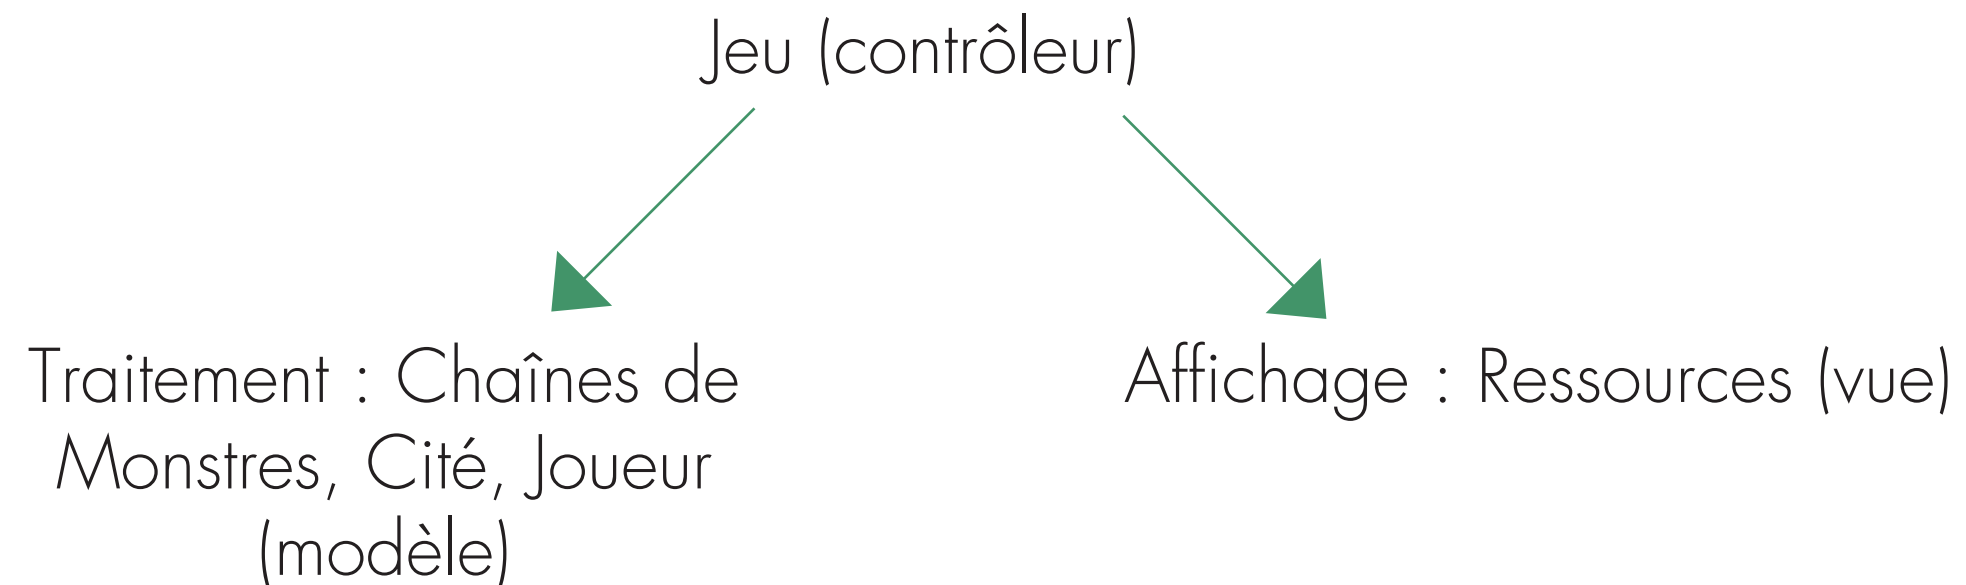 Jeu (contrôleur)
Traitement : Chaînes de
Monstres, Cité, Joueur
(modèle)
Affichage : Ressources (vue)